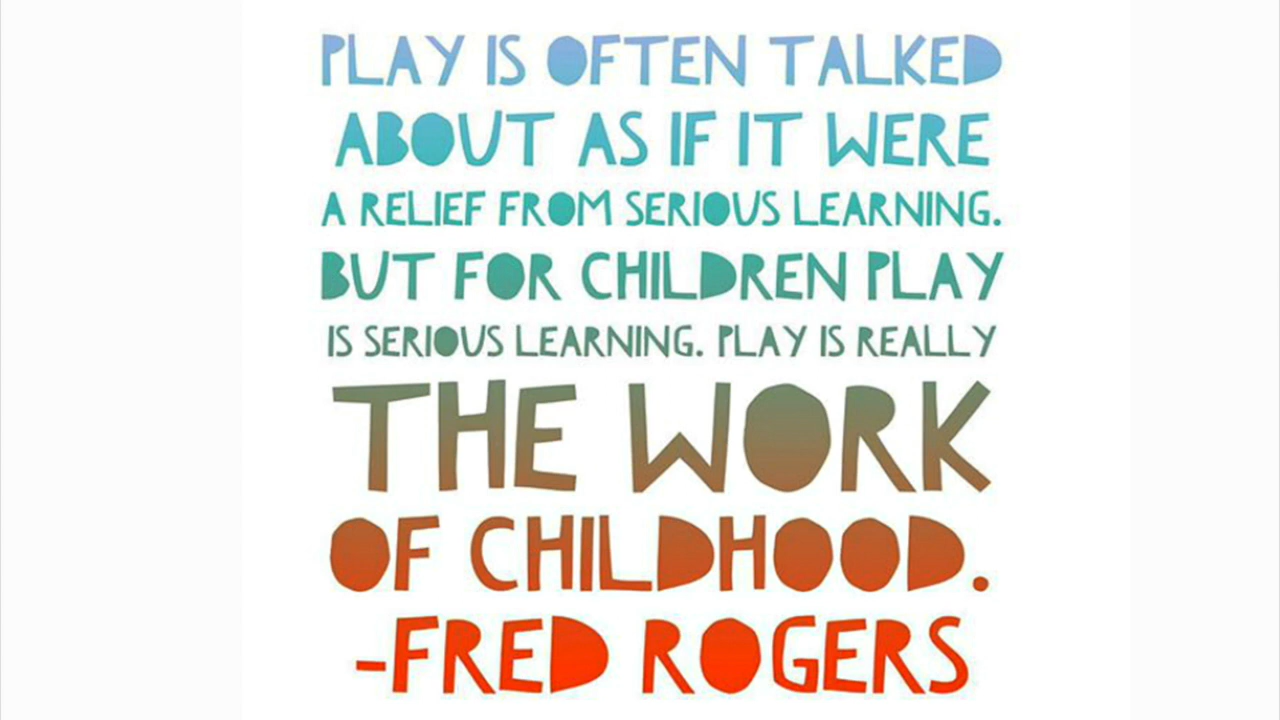 PLAY IS OFTEN TALKED
ABOUT AS IF IT WERE
A RELIEF FROM SERIOUS LEARNING.
BUT FOR CHILDREN PLAY
IS SERIOUS LEARNING. PLAY IS REALLY
THE WORK
OF CHILDHOOD.
-FRED ROGERS